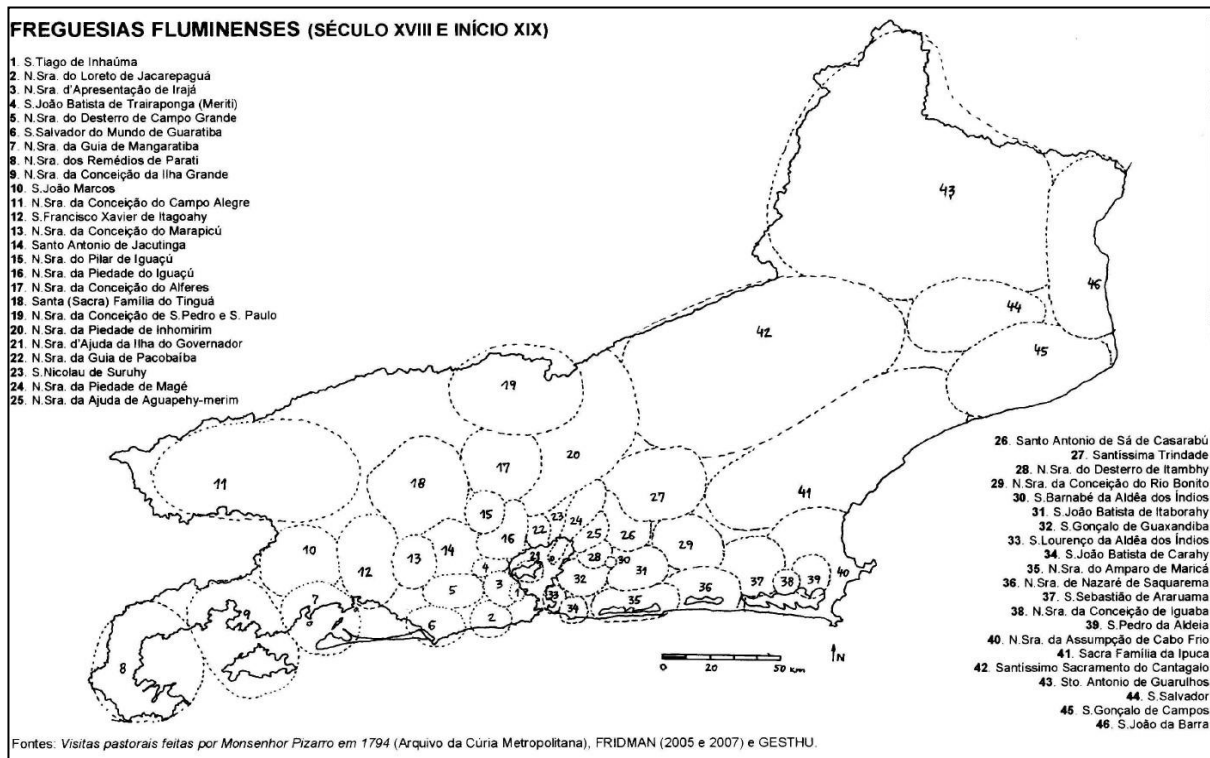 FREGUESIAS FLUMINENSES (SÉCULO XVIII E INÍCIO XIX)
1. S.Tiago de Inhaúma
2. N.Sra. do Loreto de Jacarepaguá
3. N.Sra. d'Apresentação de Irajá
4. S.João Batista de Trairaponga (Meriti)
5. N.Sra. do Desterro de Campo Grande
6. S.Salvador do Mundo de Guaratiba
7. N.Sra. da Guia de Mangaratiba
8. N.Sra. dos Remédios de Parati
9. N.Sra. da Conceição da Ilha Grande
10. S.João Marcos
11. N.Sra. da Conceição do Campo Alegre
12. S.Francisco Xavier de Itagoahy
13. N.Sra. da Conceição do Marapicú
14. Santo Antonio de Jacutinga
15. N.Sra. do Pilar de Iguaçú
16. N.Sra. da Piedade do Iguaçú
17. N.Sra. da Conceição do Alferes
18. Santa (Sacra) Família do Tinguá
19. N.Sra. da Conceição de S.Pedro e S. Paulo
20. N.Sra. da Piedade de Inhomirim
21. N.Sra. d'Ajuda da Ilha do Governador
22. N.Sra. da Guia de Pacobaíba
23. S.Nicolau de Suruhy
24. N.Sra. da Piedade de Magé
25. N.Sra. da Ajuda de Aguapehy-merim
43
46
44
42
45
19
20
17
11
18
27
41
15
23
24
22
25
26
16
29
10
14
21
28
30
13
4
12
32
31
40
3
1
37
38
39
5
36
33
7
9
35
34
6
2
8
0 20 50 km
N
26. Santo Antonio de Sá de Casarabú
27. Santíssima Trindade
28. N.Sra. do Desterro de Itambhy
29. N.Sra. da Conceição do Rio Bonito
30. S.Barnabé da Aldêa dos Índios
31. S.João Batista de Itaborahy
32. S.Gonçalo de Guaxandiba
33. S.Lourenço da Aldêa dos Índios
34. S.João Batista de Carahy
35. N.Sra. do Amparo de Maricá
36. N.Sra. de Nazaré de Saquarema
37. S.Sebastião de Araruama
38. N.Sra. da Conceição de Iguaba
39. S.Pedro da Aldeia
40. N.Sra. da Assumpção de Cabo Frio
41. Sacra Família da Ipuca
42. Santíssimo Sacramento do Cantagalo
43. Sto. Antonio de Guarulhos
44. S.Salvador
45. S.Gonçalo de Campos
46. S.João da Barra
Fontes: Visitas pastorais feitas por Monsenhor Pizarro em 1794 (Arquivo da Cúria Metropolitana), FRIDMAN (2005 e 2007) e GESTHU.